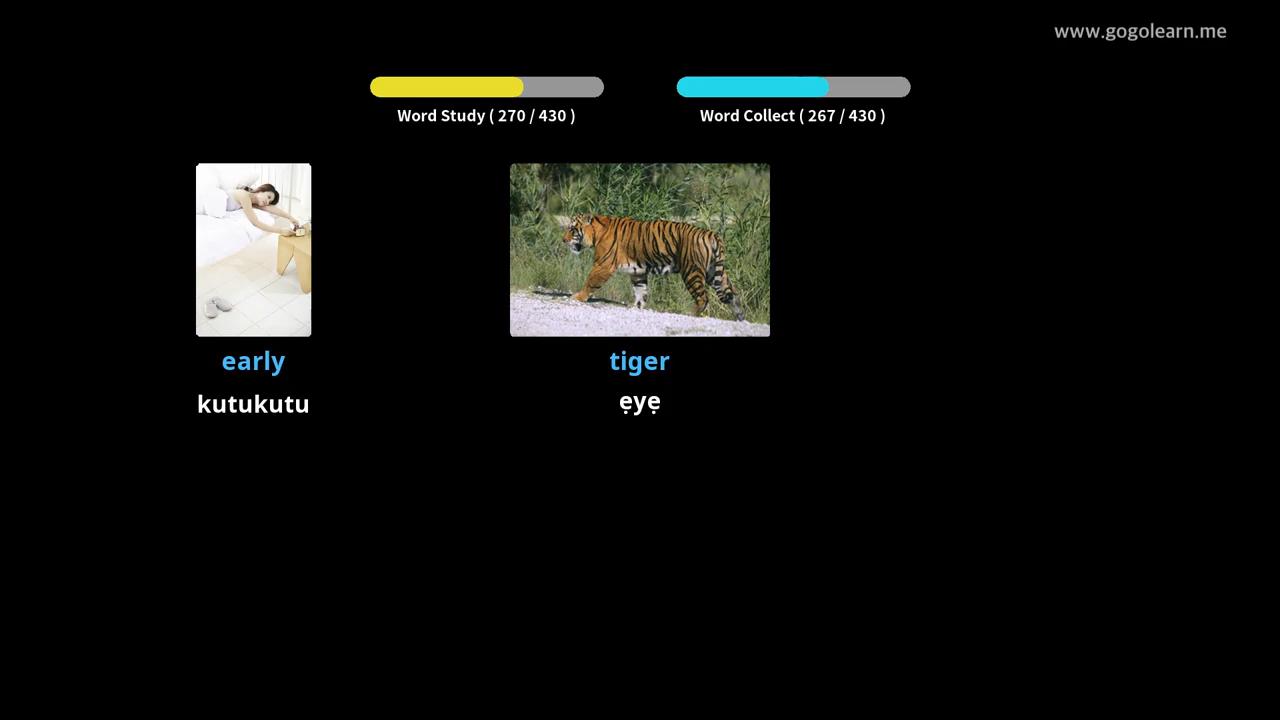 www.gogolearn.me
Word Study ( 270 / 430 )
Word Collect ( 267 / 430 )
early
tiger
kutukutu
ẹyẹ